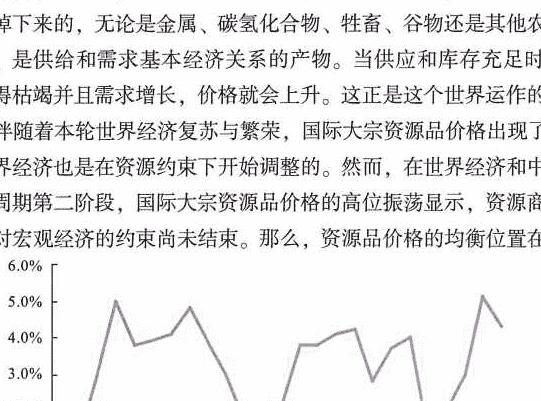 下来的，无论是金属、碳氢化合物、牲畜、谷物还是其他农
，是供给和需求基本经济关系的产物。当供应和库存充足时
得枯竭并且需求增长，价格就会上升。这正是这个世界运作的
伴随着本轮世界经济复苏与繁荣，国际大宗资源品价格出现了
界经济也是在资源约束下开始调整的。然而，在世界经济和中
周期第二阶段，国际大宗资源品价格的高位振荡显示，资源商
对宏观经济的约束尚未结束。那么，资源品价格的均衡位置在
6.0%
5.0%
4.0%
3.0%